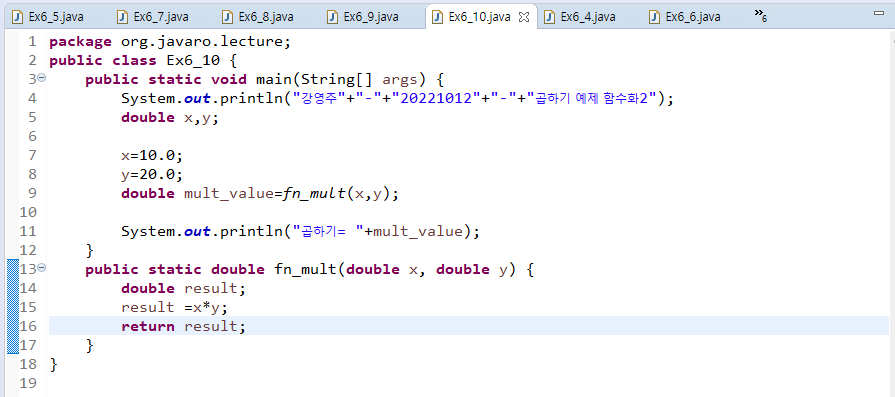 Ex6_5.java Ex6_7.java Ex6_8.java Ex6_9.java Ex6_10.java Ex6_4.java Ex6_6.java »6
1 package org.javaro.lecture;
2 public class Ex6_10 {
3 public static void main(String[] args) {
4 System.out.println("강영주"+"-"+"20221012"+"-"+"곱하기 예제 함수화2");
5 double x,y;
6
7 x=10.0;
8 y=20.0;
9 double mult_value=fn_mult(x,y);
10
11 System.out.println("곱하기= "+mult_value);
12 }
13 public static double fn_mult(double x, double y) {
14 double result;
15 result =x*y;
16 return result;
17 }
18 }
19